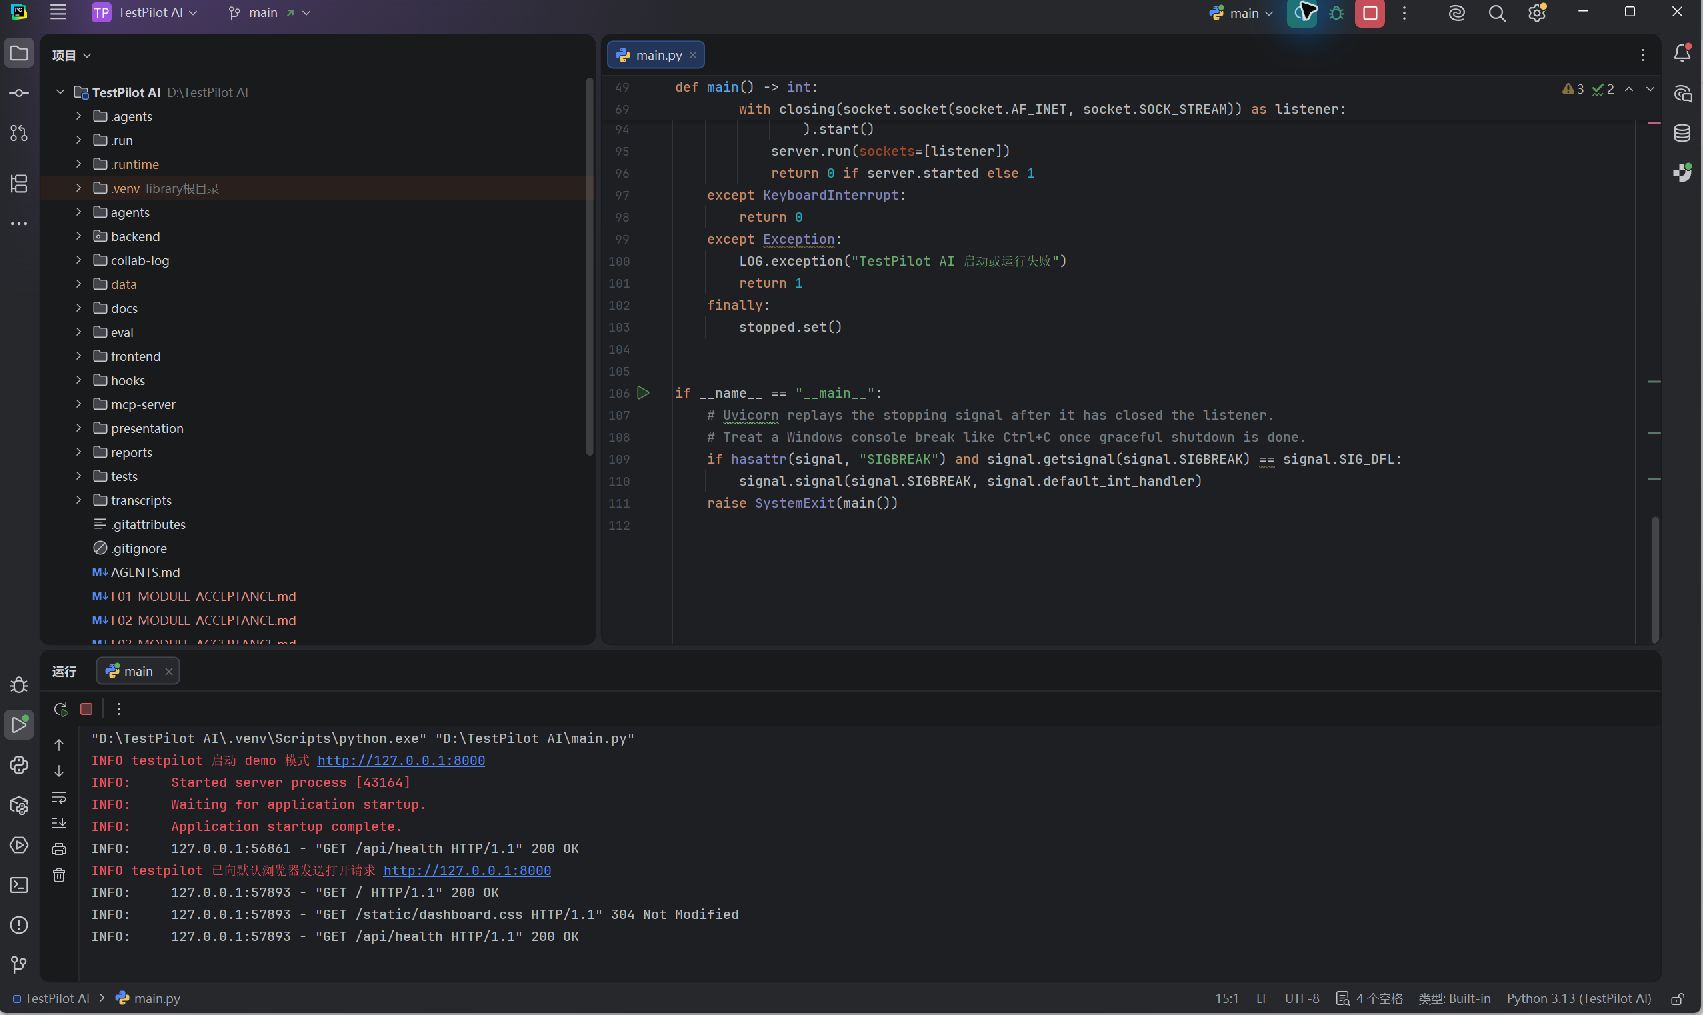 TP TestPilot AI
main
main
项目
main.py
TestPilot AI D:\TestPilot AI
.agents
.run
.runtime
.venv library根目录
agents
backend
collab-log
data
docs
eval
frontend
hooks
mcp-server
presentation
reports
tests
transcripts
.gitattributes
.gitignore
AGENTS.md
F01_MODULE_ACCEPTANCE.md
F02_MODULE_ACCEPTANCE.md
49 def main() -> int:
3 2
69 with closing(socket.socket(socket.AF_INET, socket.SOCK_STREAM)) as listener:
94 ).start()
95 server.run(sockets=[listener])
96 return 0 if server.started else 1
97 except KeyboardInterrupt:
98 return 0
99 except Exception:
100 LOG.exception("TestPilot AI 启动或运行失败")
101 return 1
102 finally:
103 stopped.set()
104
105
106 if __name__ == "__main__":
107 # Uvicorn replays the stopping signal after it has closed the listener.
108 # Treat a Windows console break like Ctrl+C once graceful shutdown is done.
109 if hasattr(signal, "SIGBREAK") and signal.getsignal(signal.SIGBREAK) == signal.SIG_DFL:
110 signal.signal(signal.SIGBREAK, signal.default_int_handler)
111 raise SystemExit(main())
112
运行
main
"D:\TestPilot AI\.venv\Scripts\python.exe" "D:\TestPilot AI\main.py"
INFO testpilot 启动 demo 模式 http://127.0.0.1:8000
INFO: Started server process [43164]
INFO: Waiting for application startup.
INFO: Application startup complete.
INFO: 127.0.0.1:56861 - "GET /api/health HTTP/1.1" 200 OK
INFO testpilot 已向默认浏览器发送打开请求 http://127.0.0.1:8000
INFO: 127.0.0.1:57893 - "GET / HTTP/1.1" 200 OK
INFO: 127.0.0.1:57893 - "GET /static/dashboard.css HTTP/1.1" 304 Not Modified
INFO: 127.0.0.1:57893 - "GET /api/health HTTP/1.1" 200 OK
TestPilot AI > main.py
15:1 LF UTF-8 4 个空格 类型: Built-in Python 3.13 (TestPilot AI)